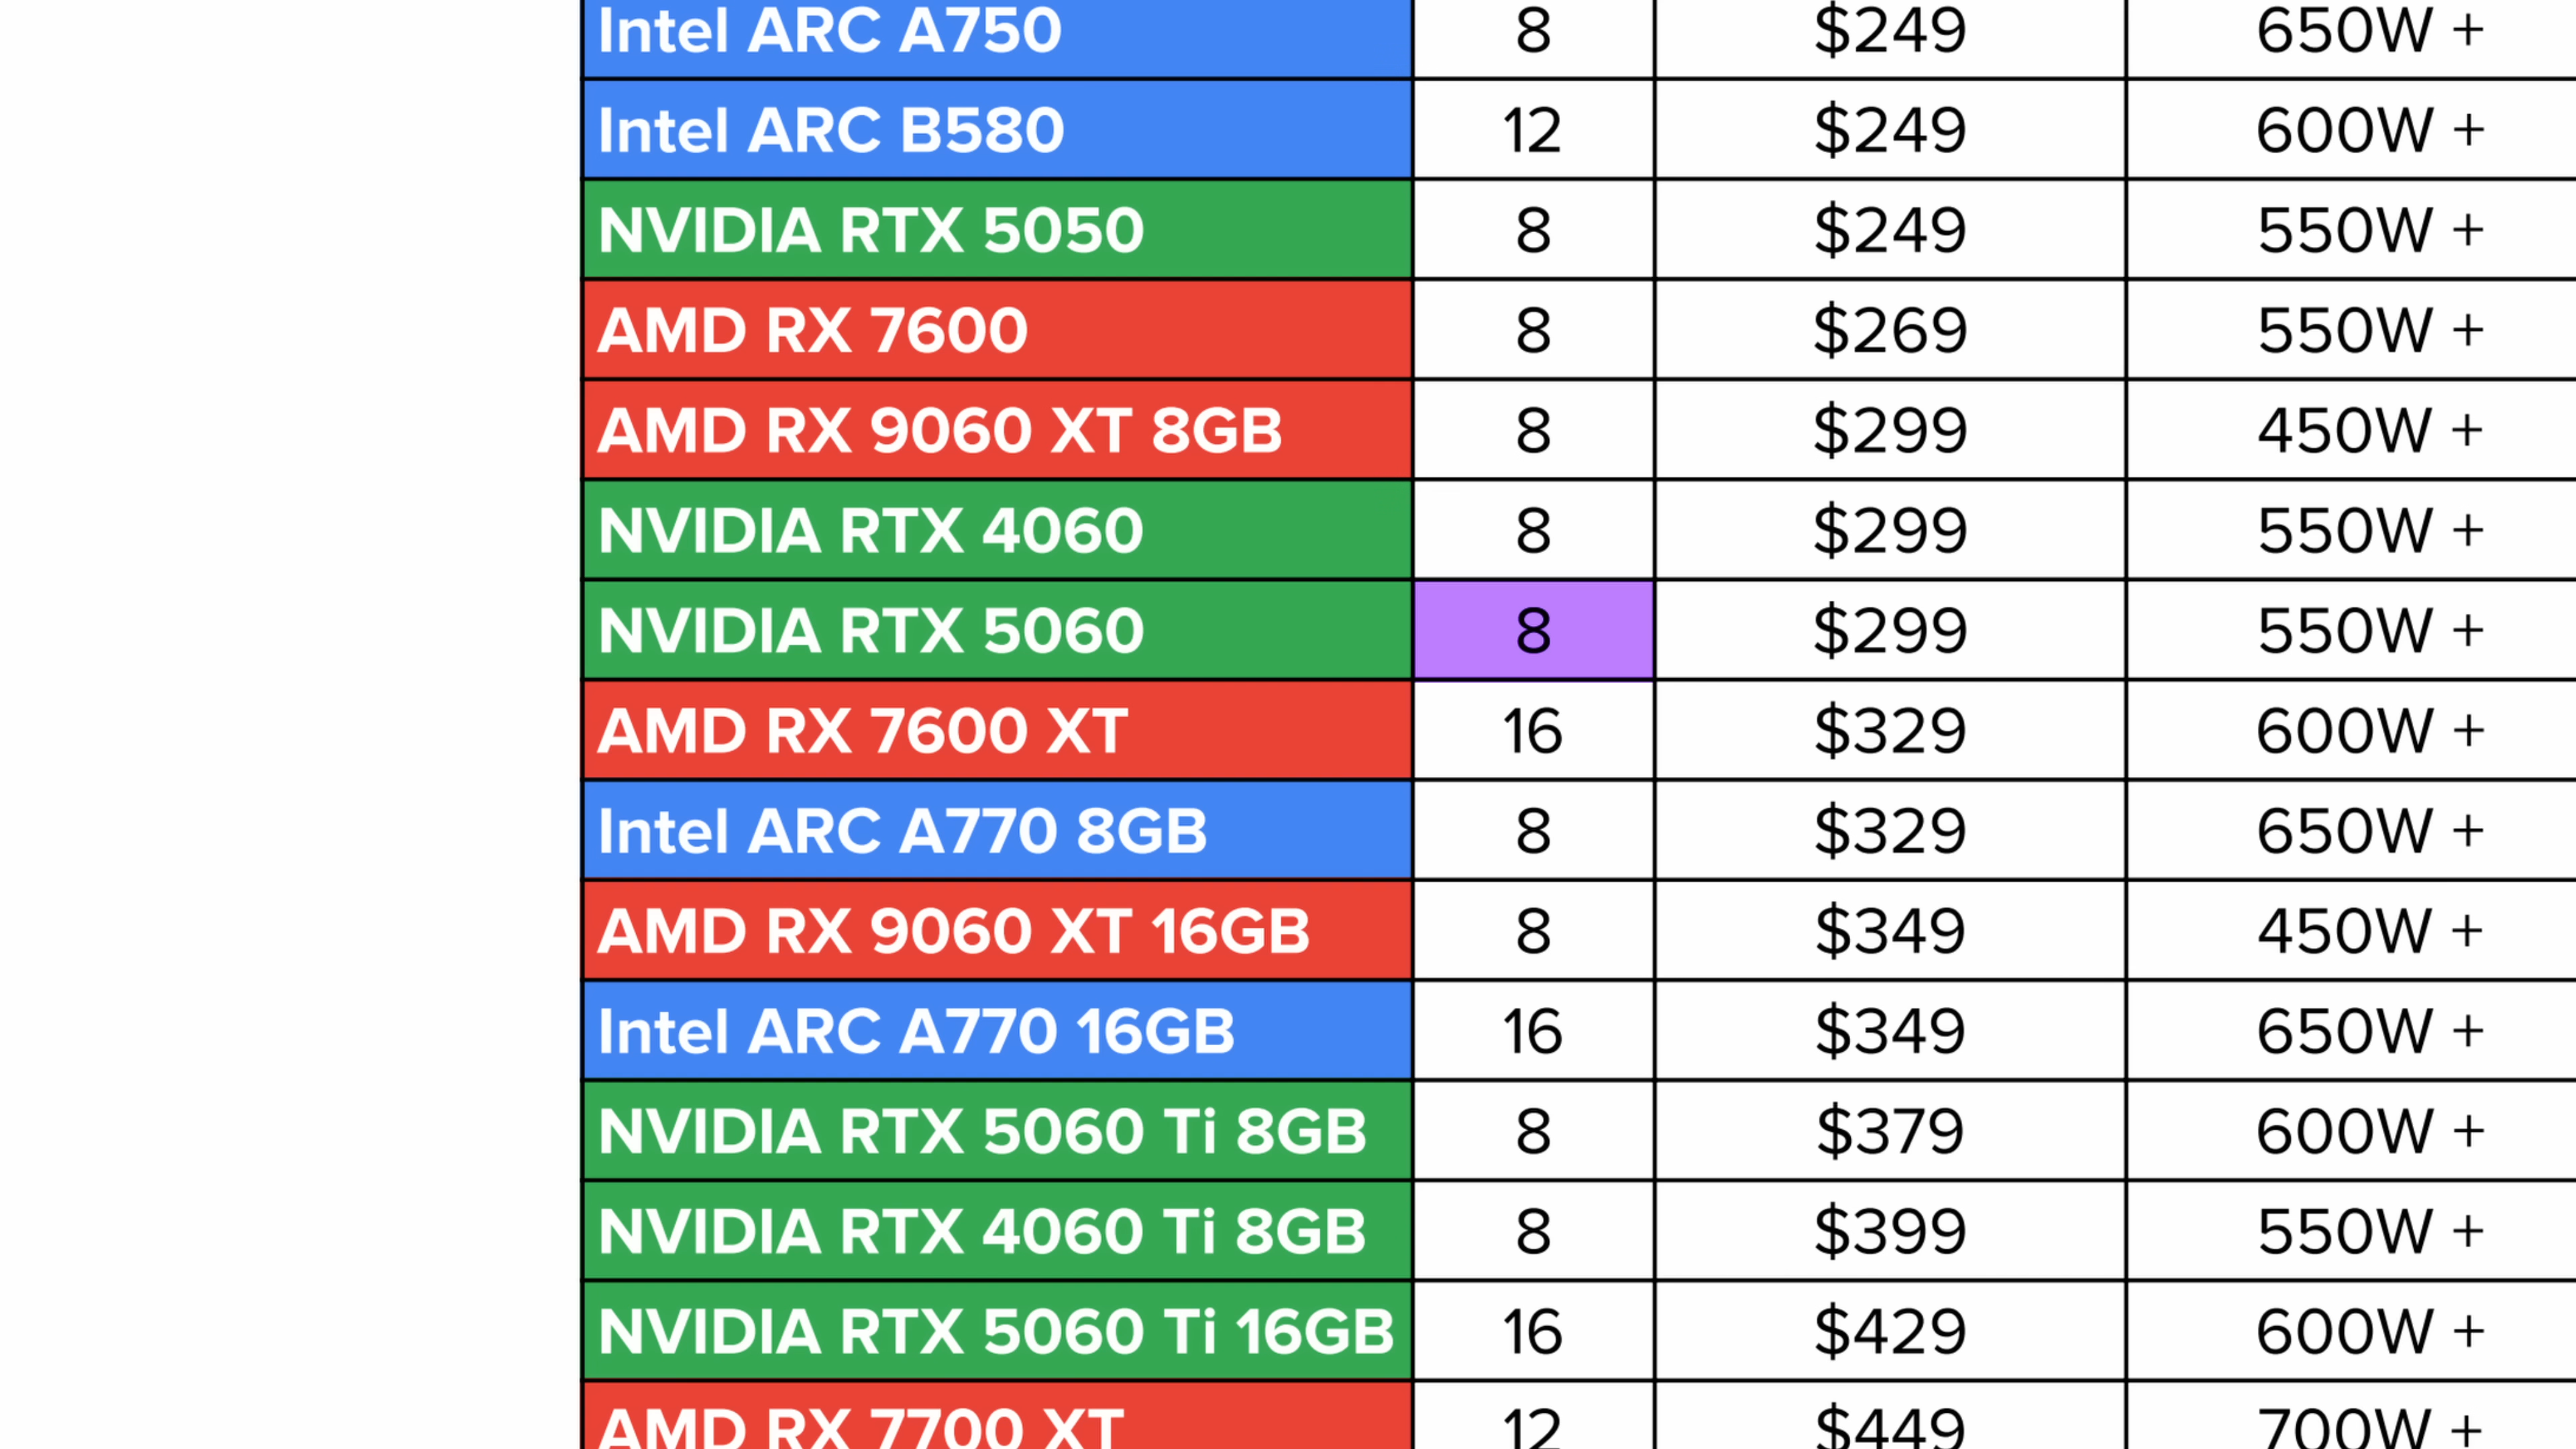 Intel ARC A750 8 $249 650W +
Intel ARC B580 12 $249 600W +
NVIDIA RTX 5050 8 $249 550W +
AMD RX 7600 8 $269 550W +
AMD RX 9060 XT 8GB 8 $299 450W +
NVIDIA RTX 4060 8 $299 550W +
NVIDIA RTX 5060 8 $299 550W +
AMD RX 7600 XT 16 $329 600W +
Intel ARC A770 8GB 8 $329 650W +
AMD RX 9060 XT 16GB 8 $349 450W +
Intel ARC A770 16GB 16 $349 650W +
NVIDIA RTX 5060 Ti 8GB 8 $379 600W +
NVIDIA RTX 4060 Ti 8GB 8 $399 550W +
NVIDIA RTX 5060 Ti 16GB 16 $429 600W +
AMD RX 7700 XT 12 $449 700W +